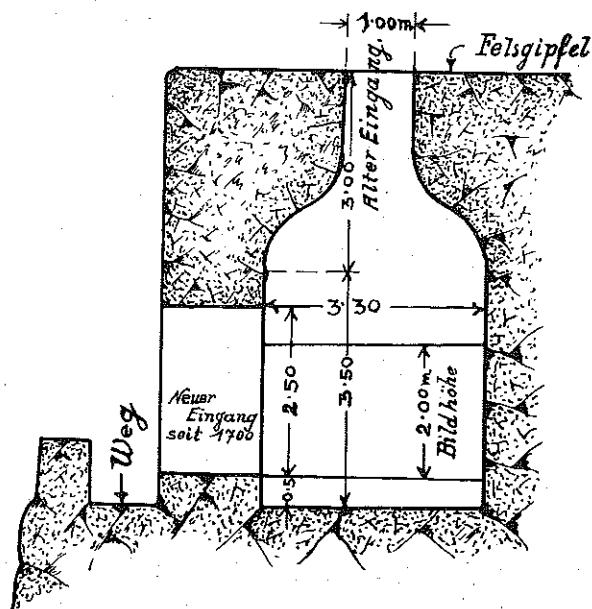 1.00m
Felsgipfel
Alter Eingang.
3.00
3.30
2.50
3.50
2.00m
Bildhöhe
Neuer
Eingang
seit 1700
Weg
0.5